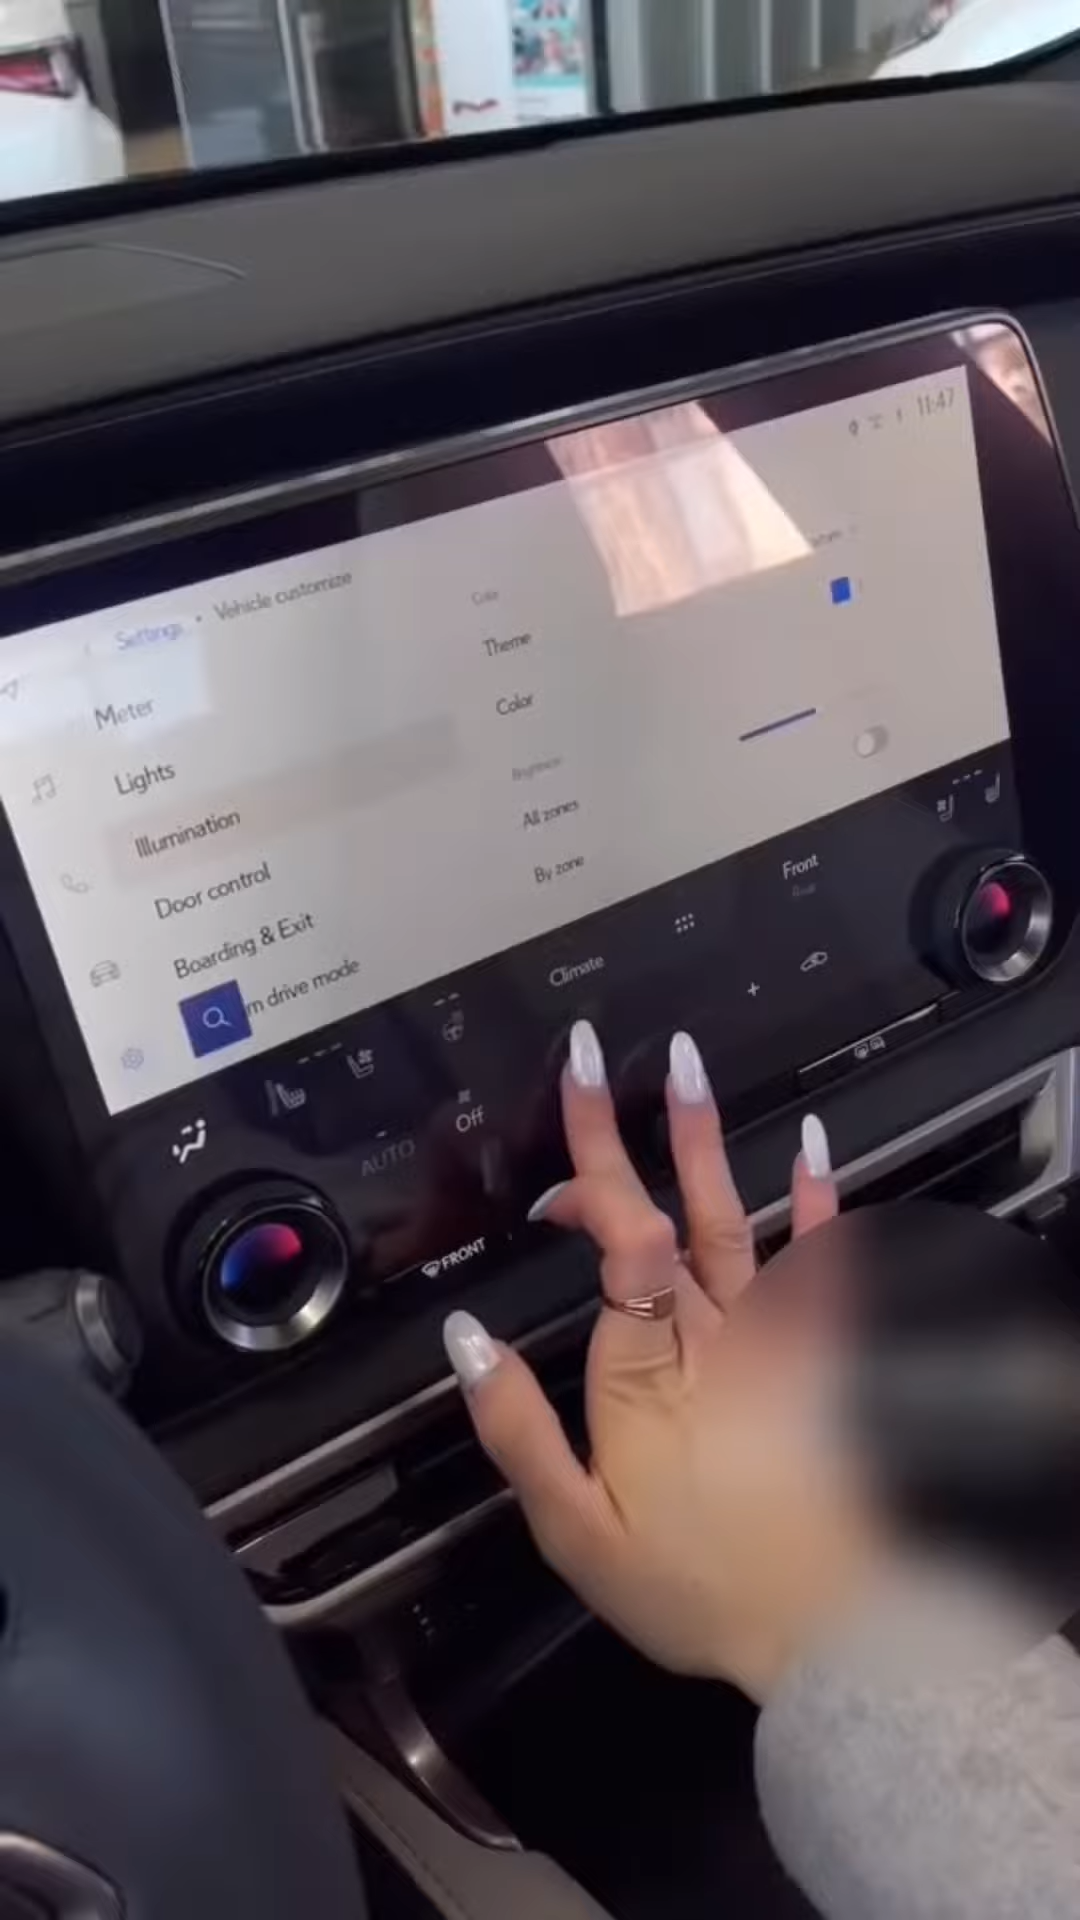 11:47
Settings • Vehicle customize
Meter
Lights
Illumination
Door control
Boarding & Exit
m drive mode
Color
Theme
Color
Brightness
All zones
By zone
Front
Rear
Climate
Off
AUTO
FRONT